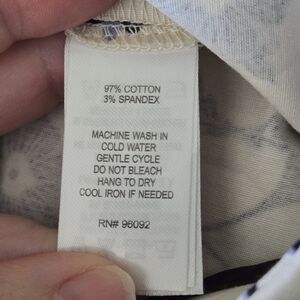 97% COTTON
3% SPANDEX
MACHINE WASH IN
COLD WATER
GENTLE CYCLE
DO NOT BLEACH
HANG TO DRY
COOL IRON IF NEEDED
RN# 96092